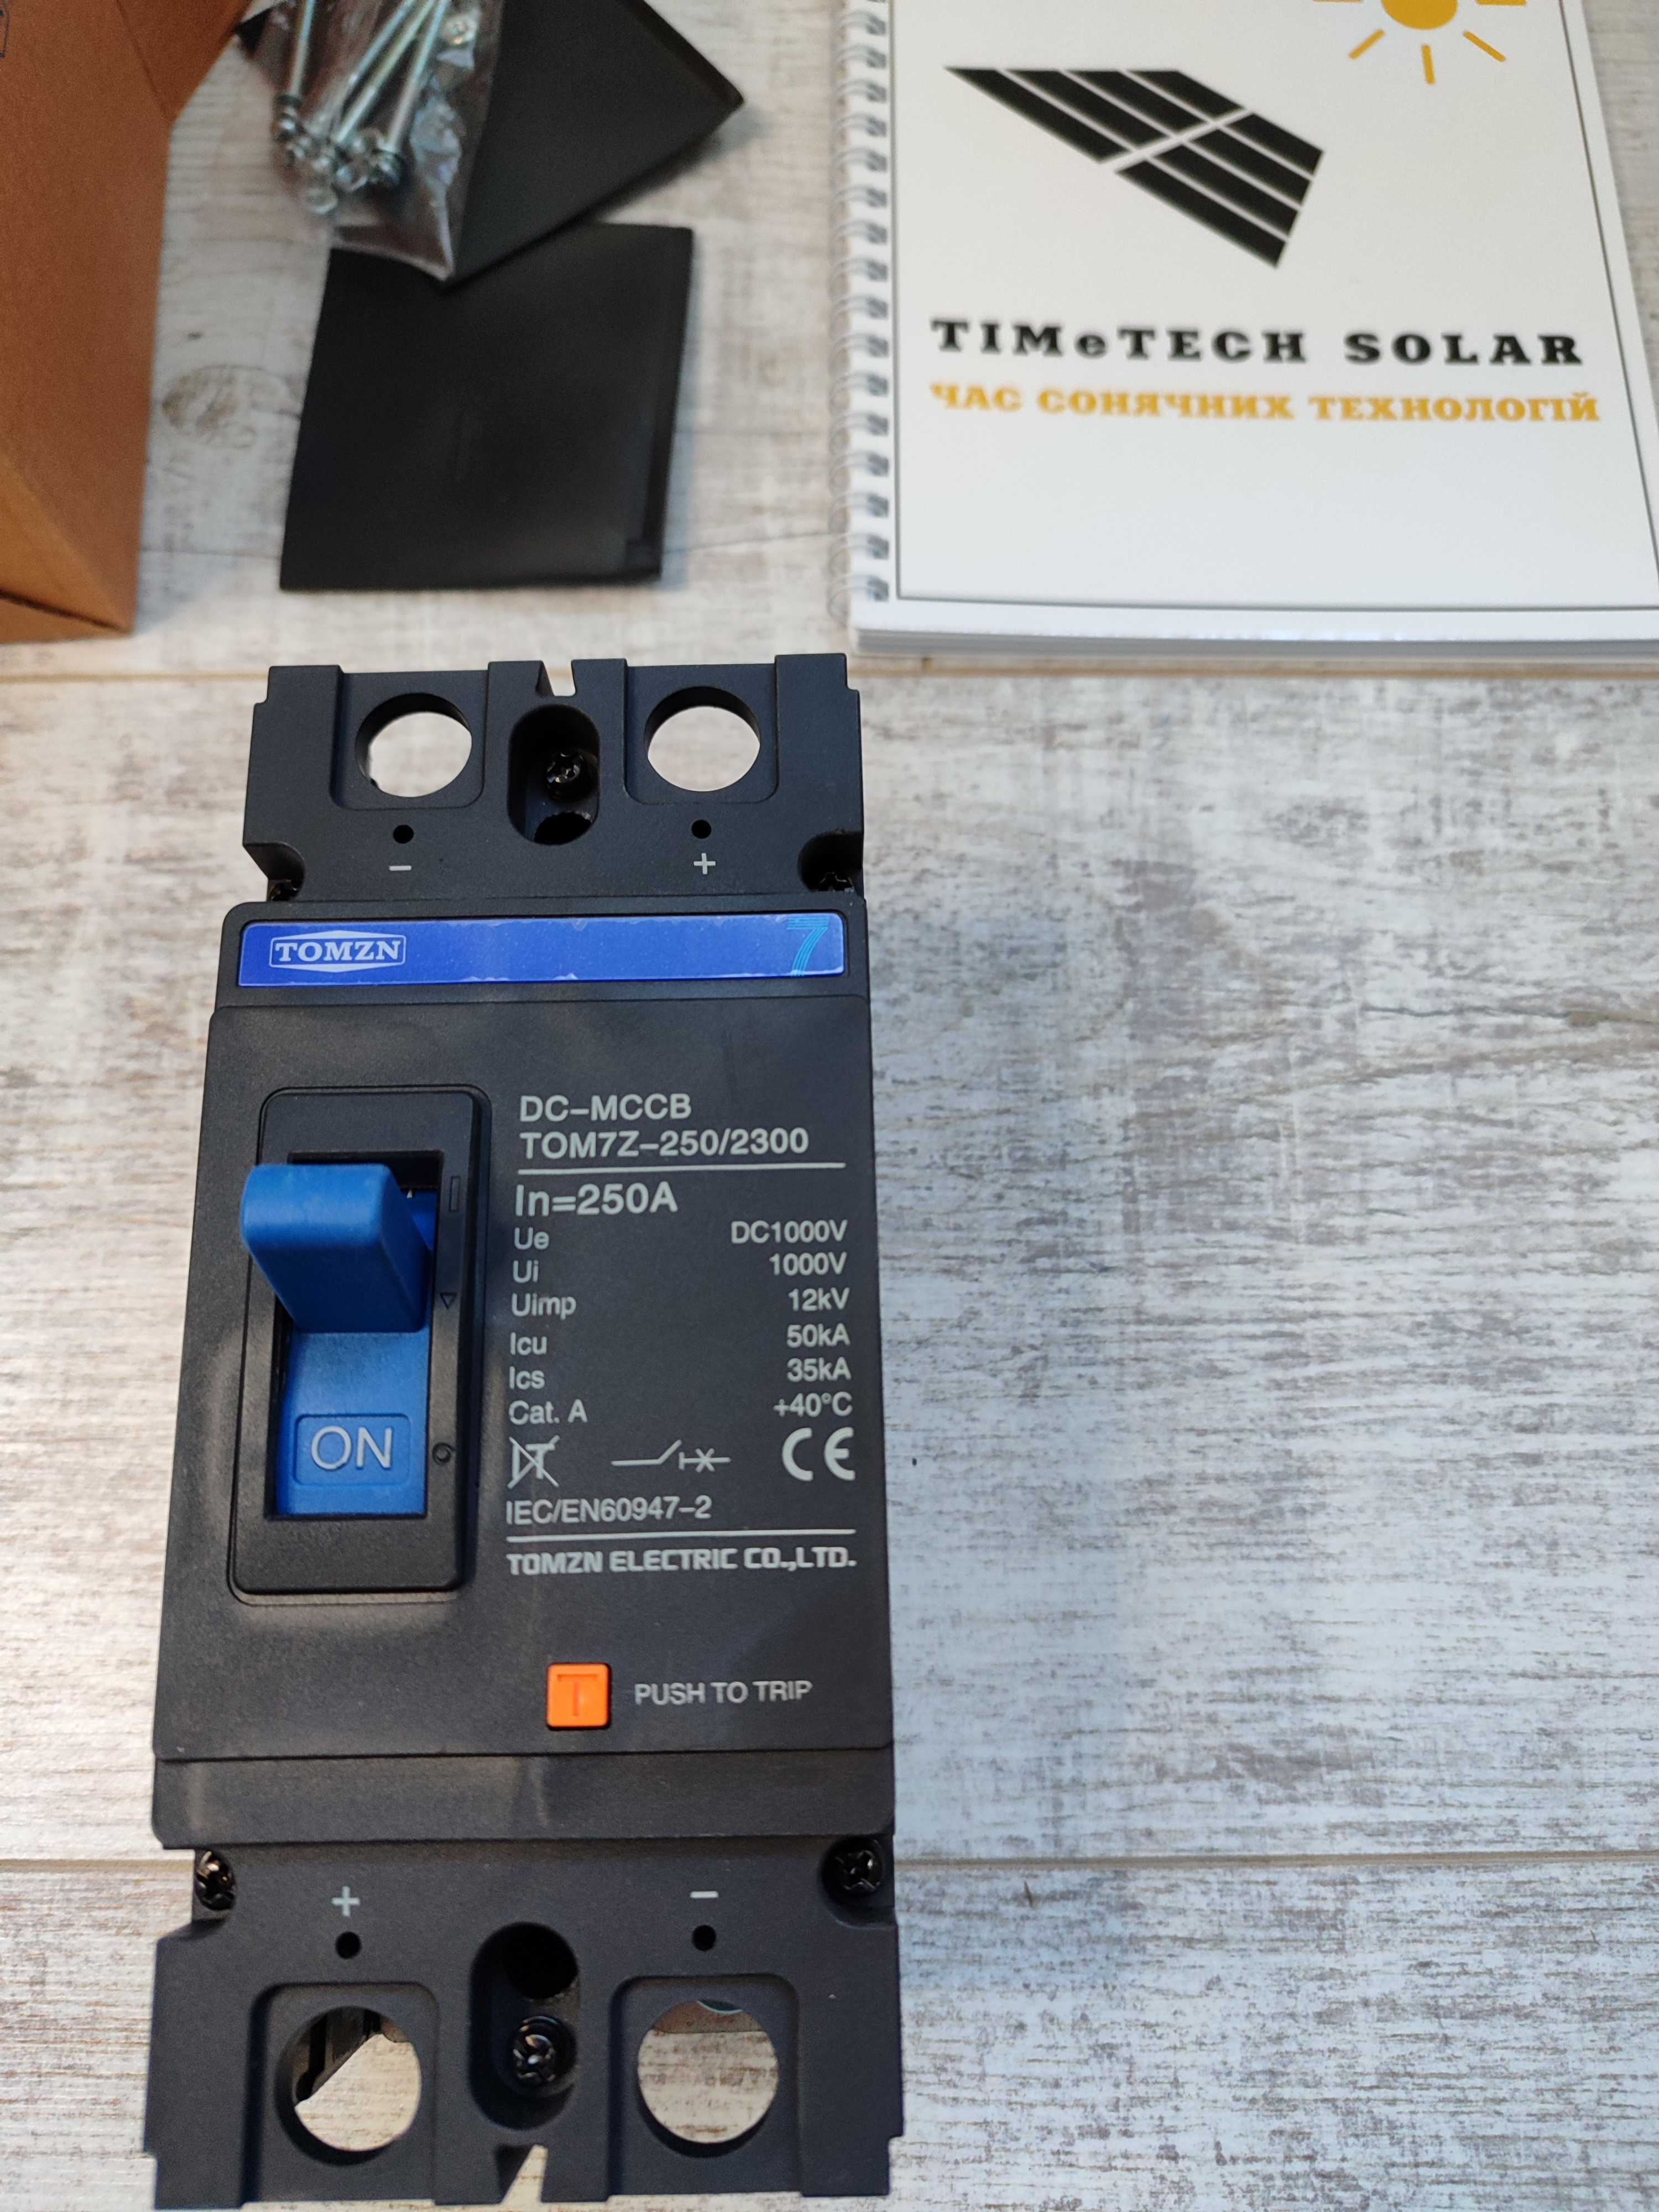 TIMeTECH SOLAR
ЧАС СОНЯЧНИХ ТЕХНОЛОГІЙ
− +
TOMZN 7
DC-MCCB
TOM7Z-250/2300
In=250A
Ue DC1000V
Ui 1000V
Uimp 12kV
Icu 50kA
Ics 35kA
Cat. A +40°C
CE
IEC/EN60947-2
TOMZN ELECTRIC CO.,LTD.
ON
T PUSH TO TRIP
+ −